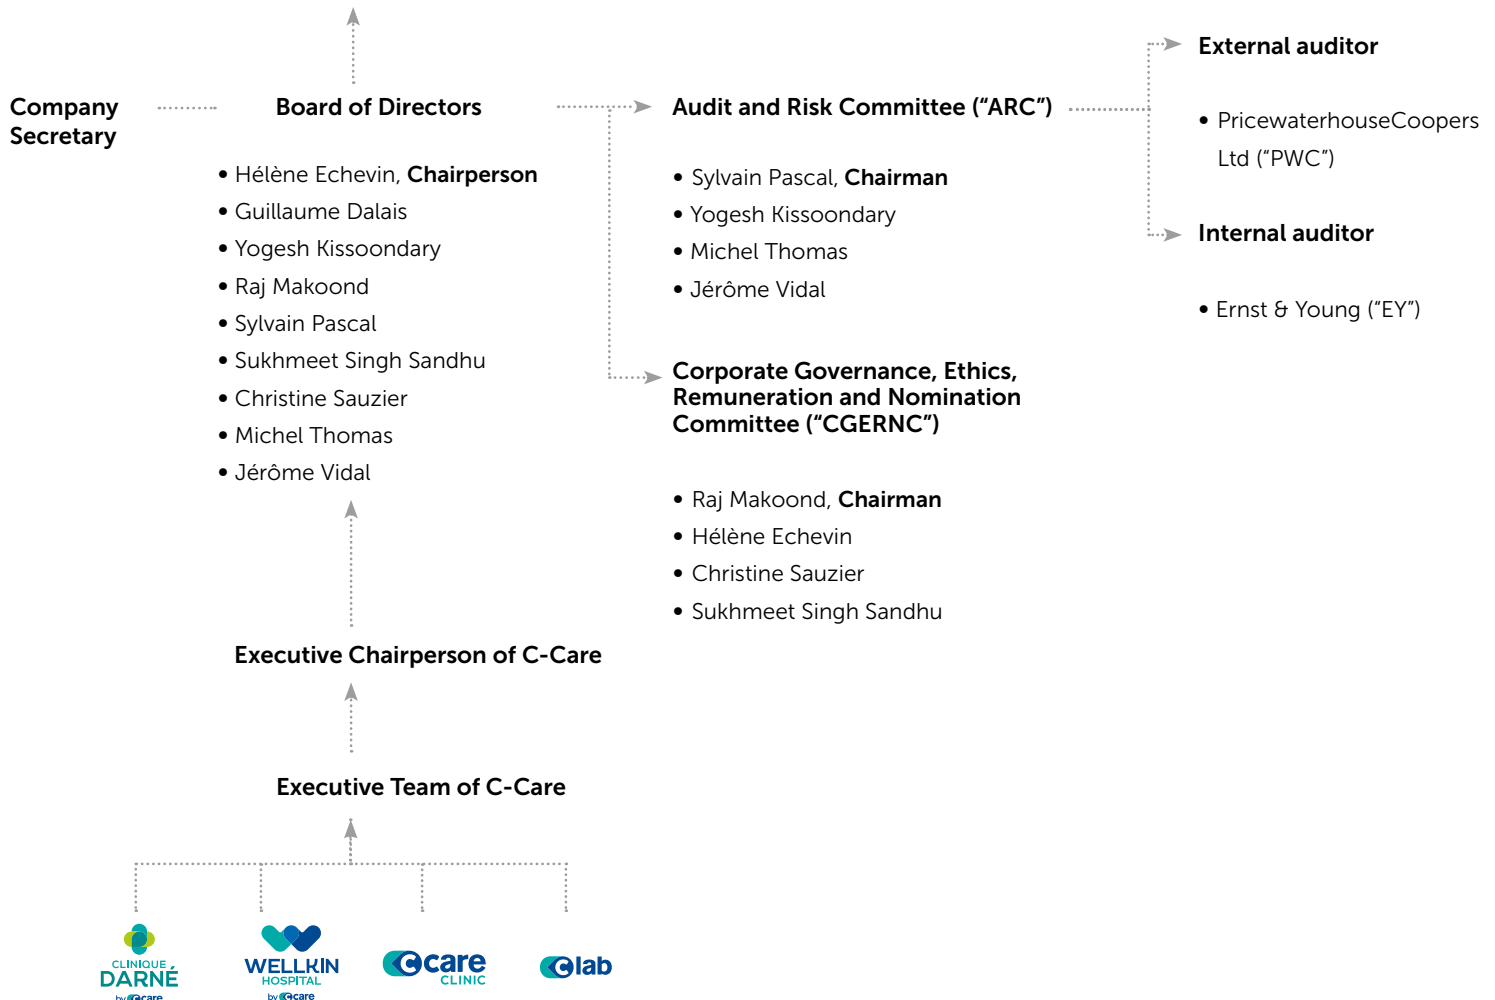 Company
Secretary
Board of Directors
• Hélène Echevin, Chairperson
• Guillaume Dalais
• Yogesh Kissoondary
• Raj Makoond
• Sylvain Pascal
• Sukhmeet Singh Sandhu
• Christine Sauzier
• Michel Thomas
• Jérôme Vidal
Audit and Risk Committee (“ARC”)
• Sylvain Pascal, Chairman
• Yogesh Kissoondary
• Michel Thomas
• Jérôme Vidal
External auditor
• PricewaterhouseCoopers
Ltd (“PWC”)
Internal auditor
• Ernst & Young (“EY”)
Corporate Governance, Ethics,
Remuneration and Nomination
Committee (“CGERNC”)
• Raj Makoond, Chairman
• Hélène Echevin
• Christine Sauzier
• Sukhmeet Singh Sandhu
Executive Chairperson of C-Care
Executive Team of C-Care
CLINIQUE
DARNÉ
by C care
WELLKIN
HOSPITAL
by C care
C care
CLINIC
C lab